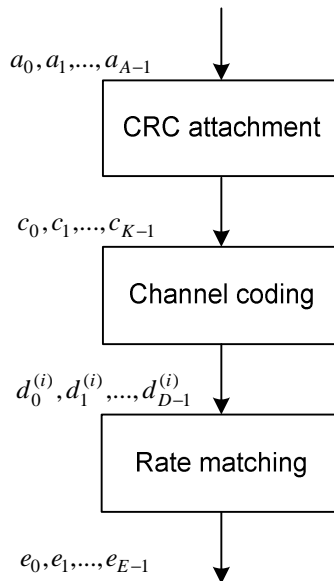 a_0, a_1,..., a_{A-1}
CRC attachment
c_0, c_1,..., c_{K-1}
Channel coding
d_0^{(i)}, d_1^{(i)},..., d_{D-1}^{(i)}
Rate matching
e_0, e_1,..., e_{E-1}